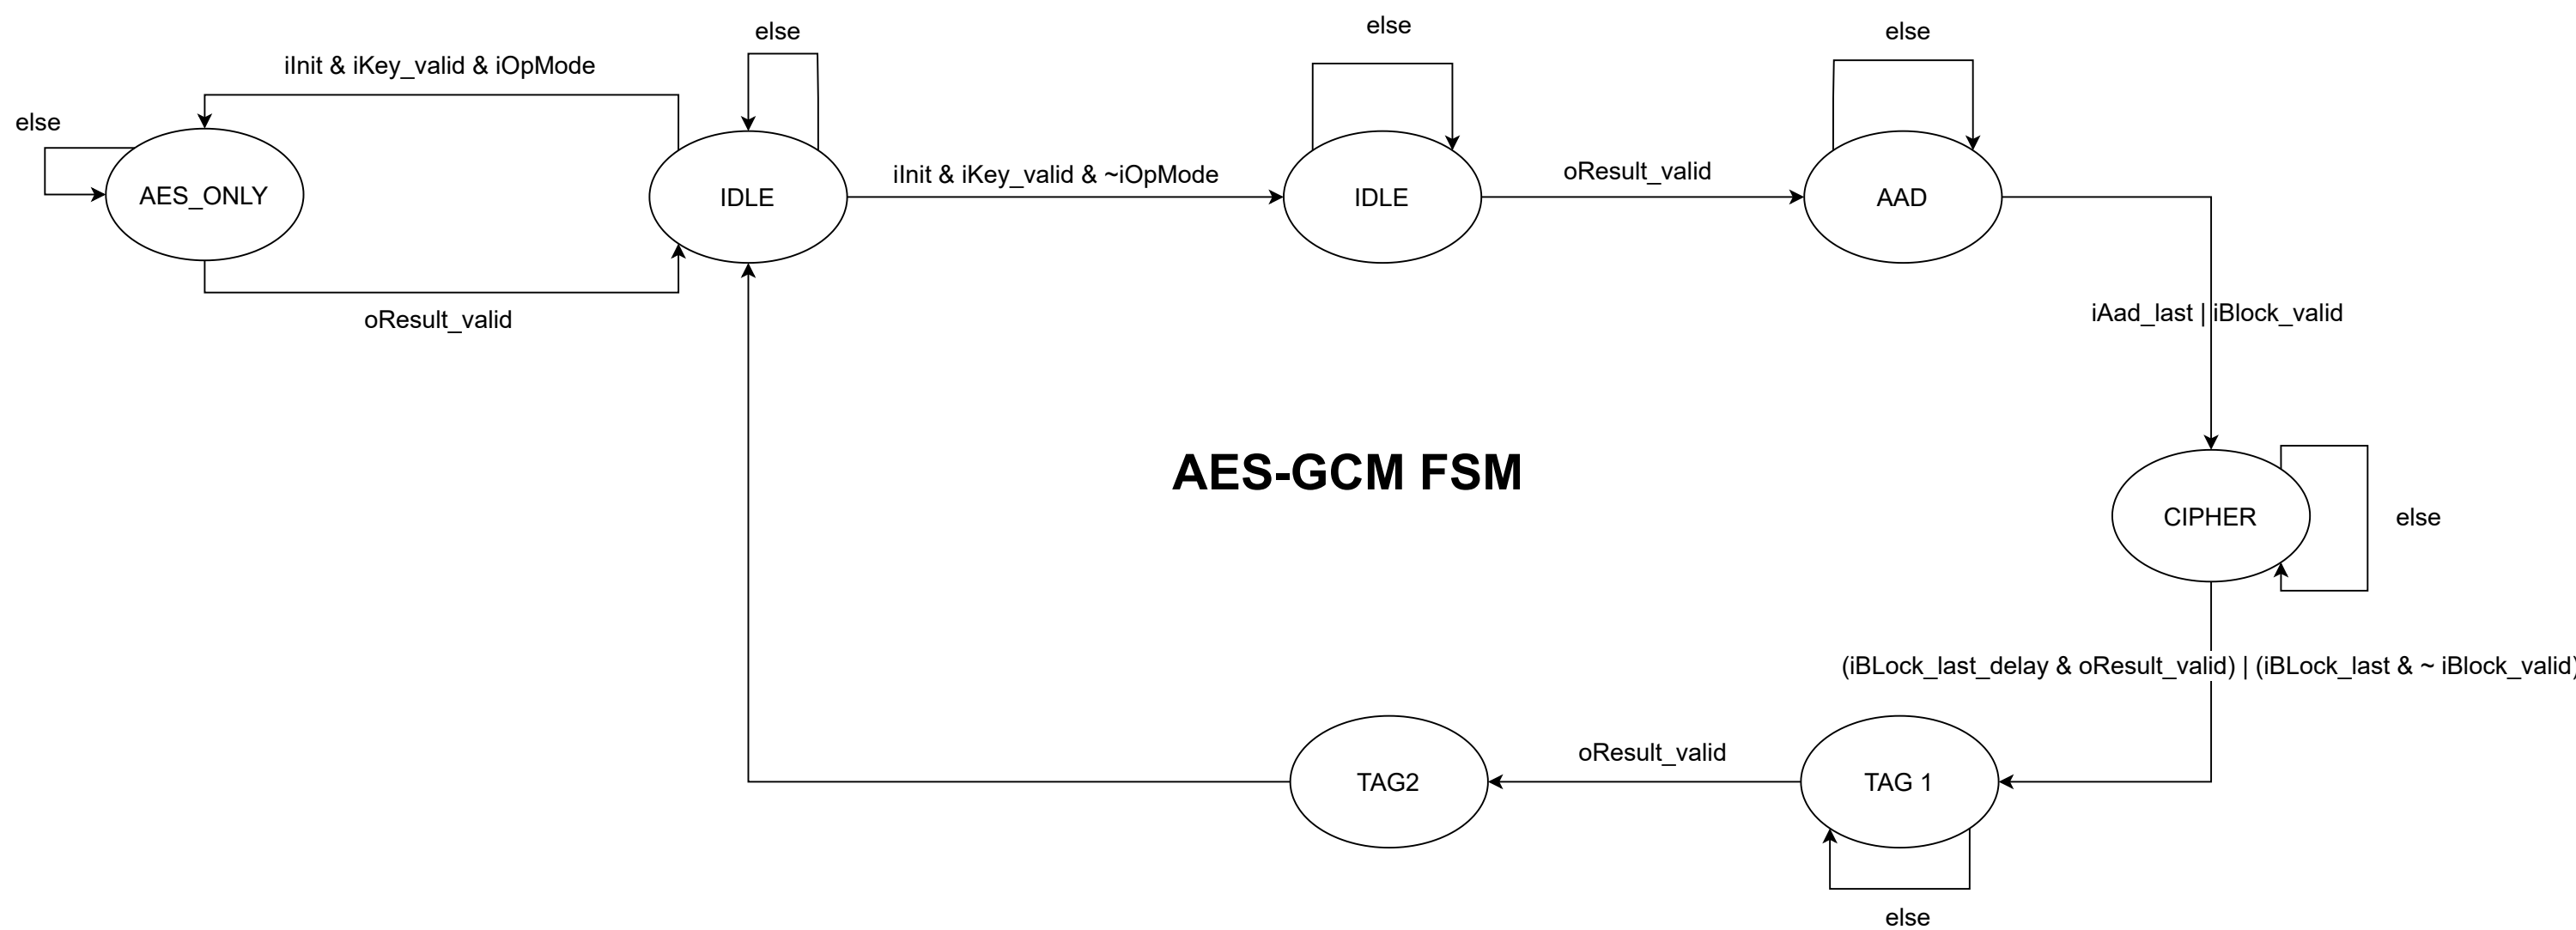 else
else
else
iInit & iKey_valid & iOpMode
else
AES_ONLY
IDLE
iInit & iKey_valid & ~iOpMode
IDLE
oResult_valid
AAD
oResult_valid
iAad_last | iBlock_valid
AES-GCM FSM
CIPHER
else
(iBLock_last_delay & oResult_valid) | (iBLock_last & ~ iBlock_valid)
TAG2
oResult_valid
TAG 1
else